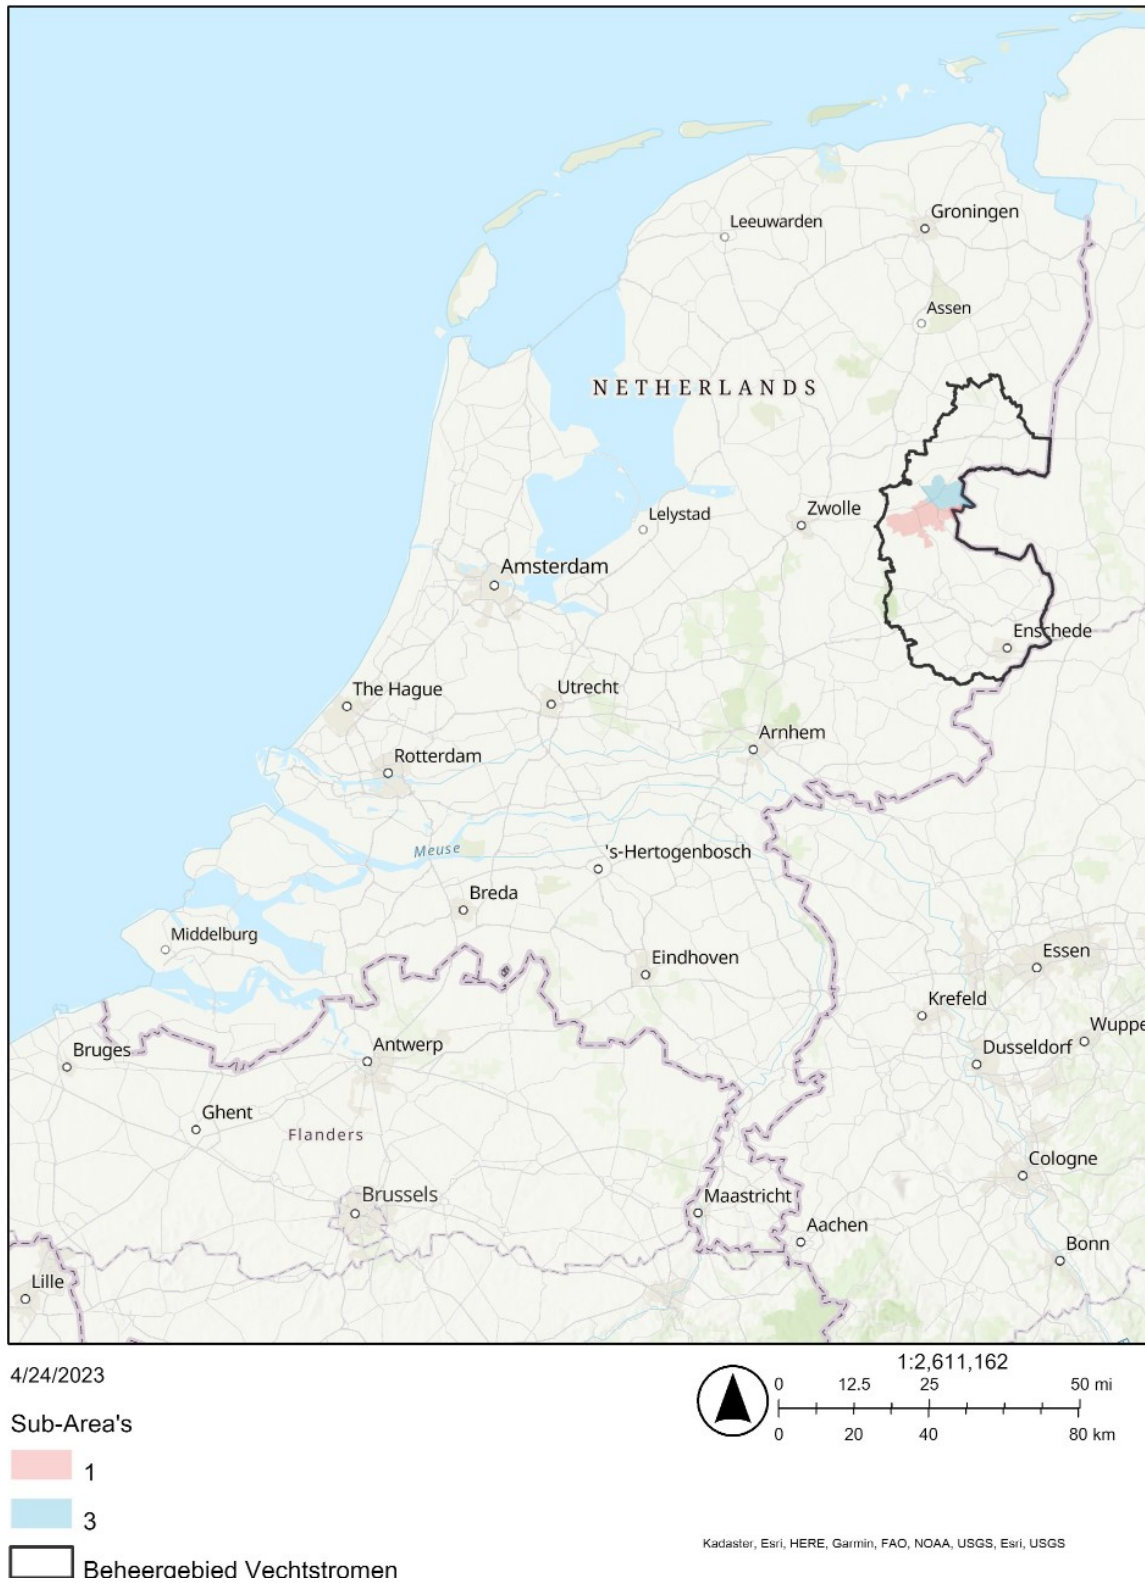 Leeuwarden
Groningen
Assen
NETHERLANDS
Zwolle
Lelystad
Amsterdam
Enschede
The Hague
Utrecht
Arnhem
Rotterdam
Meuse
's-Hertogenbosch
Breda
Middelburg
Eindhoven
Essen
Krefeld
Wuppe
Bruges
Antwerp
Dusseldorf
Ghent
Flanders
Cologne
Brussels
Maastricht
Aachen
Bonn
Lille
4/24/2023
1:2,611,162
0 12.5 25 50 mi
0 20 40 80 km
Sub-Area's
1
3
Beheergebied Vechtstromen
Kadaster, Esri, HERE, Garmin, FAO, NOAA, USGS, Esri, USGS